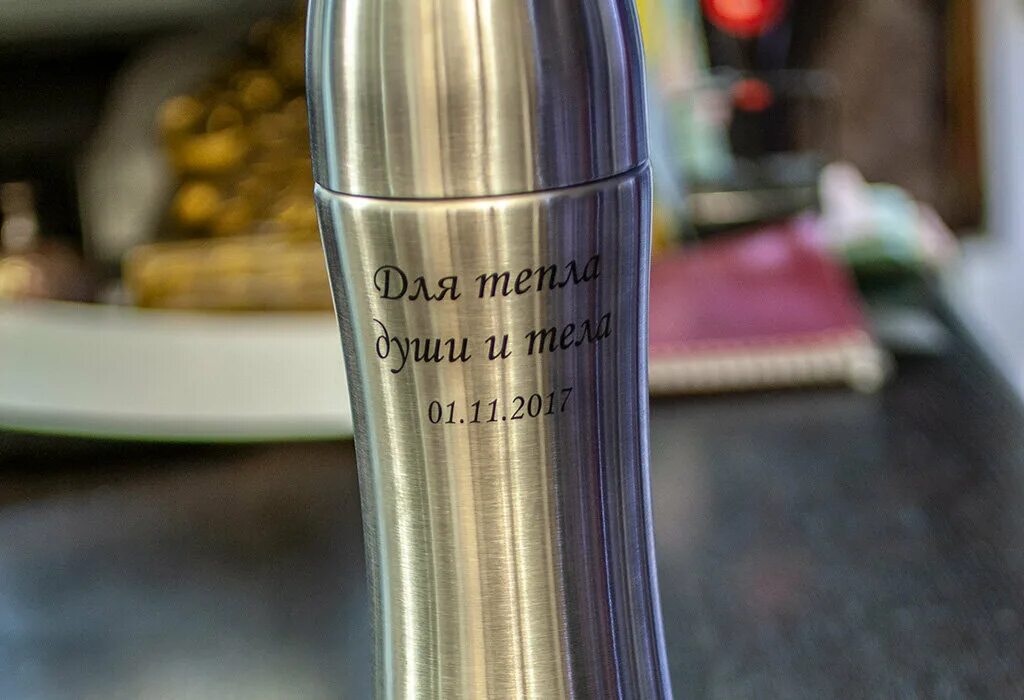 Для тепла
души и тела
01.11.2017